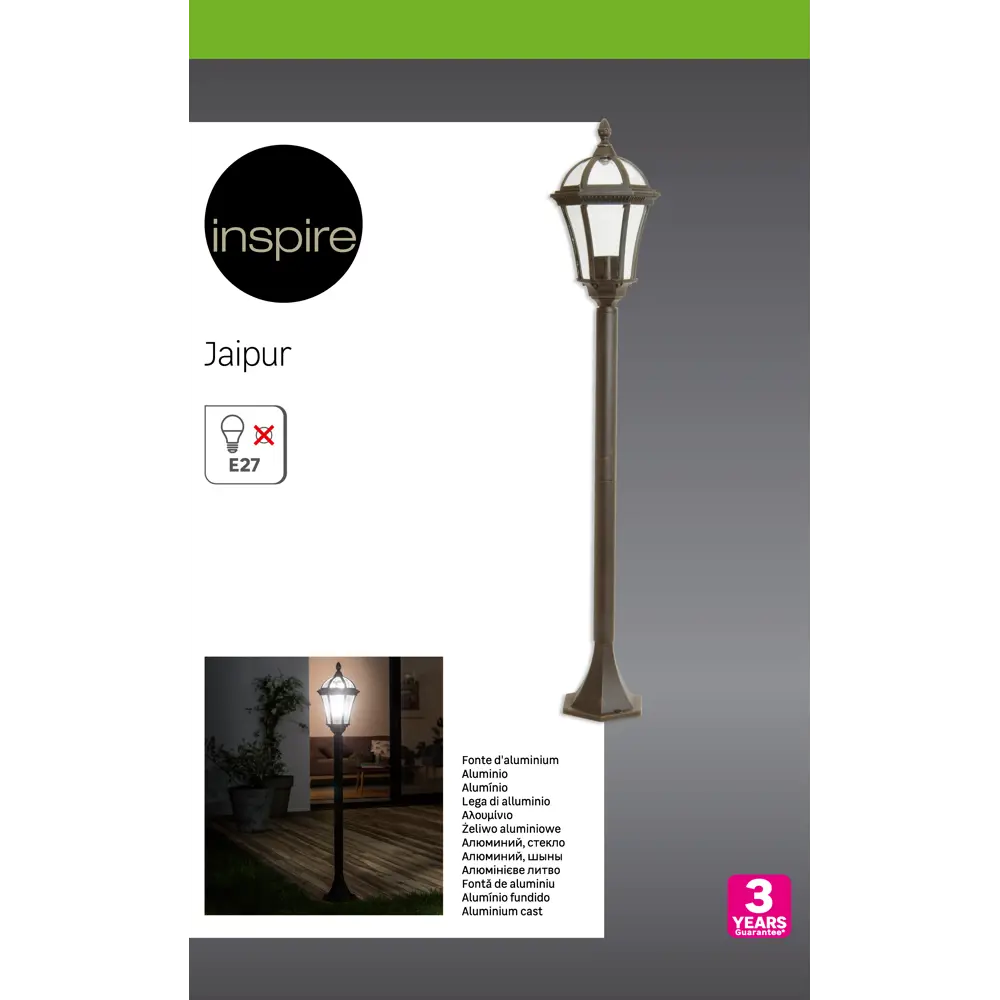 inspire
Jaipur
E27
Fonte d'aluminium
Aluminio
Alumínio
Lega di alluminio
Αλουμίνιο
Żeliwo aluminiowe
Алюминий, стекло
Алюминий, шыны
Алюмінієве литво
Fontă de aluminiu
Alumínio fundido
Aluminium cast
3
YEARS
Guarantee*